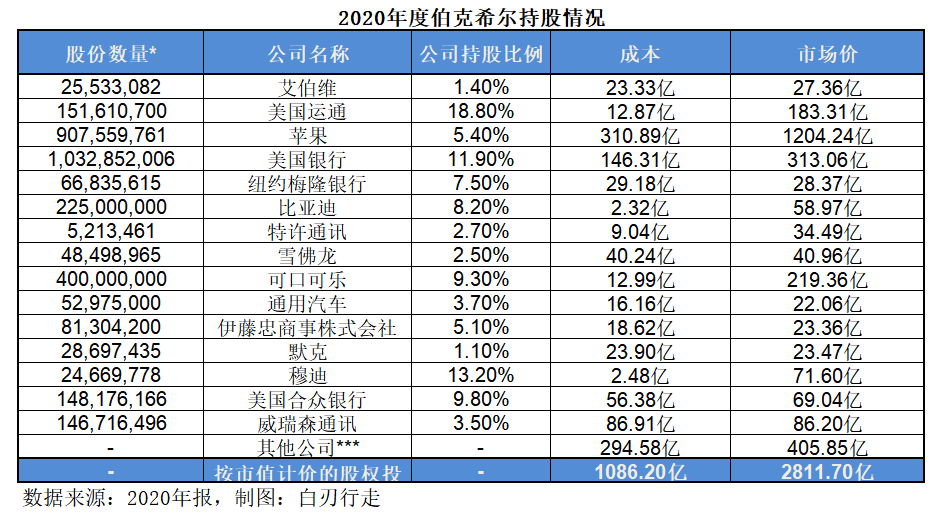 2020年度伯克希尔持股情况
股份数量* 公司名称 公司持股比例 成本 市场价
25,533,082 艾伯维 1.40% 23.33亿 27.36亿
151,610,700 美国运通 18.80% 12.87亿 183.31亿
907,559,761 苹果 5.40% 310.89亿 1204.24亿
1,032,852,006 美国银行 11.90% 146.31亿 313.06亿
66,835,615 纽约梅隆银行 7.50% 29.18亿 28.37亿
225,000,000 比亚迪 8.20% 2.32亿 58.97亿
5,213,461 特许通讯 2.70% 9.04亿 34.49亿
48,498,965 雪佛龙 2.50% 40.24亿 40.96亿
400,000,000 可口可乐 9.30% 12.99亿 219.36亿
52,975,000 通用汽车 3.70% 16.16亿 22.06亿
81,304,200 伊藤忠商事株式会社 5.10% 18.62亿 23.36亿
28,697,435 默克 1.10% 23.90亿 23.47亿
24,669,778 穆迪 13.20% 2.48亿 71.60亿
148,176,166 美国合众银行 9.80% 56.38亿 69.04亿
146,716,496 威瑞森通讯 3.50% 86.91亿 86.20亿
- 其他公司*** - 294.58亿 405.85亿
- 按市值计价的股权投 - 1086.20亿 2811.70亿
数据来源：2020年报，制图：白刃行走